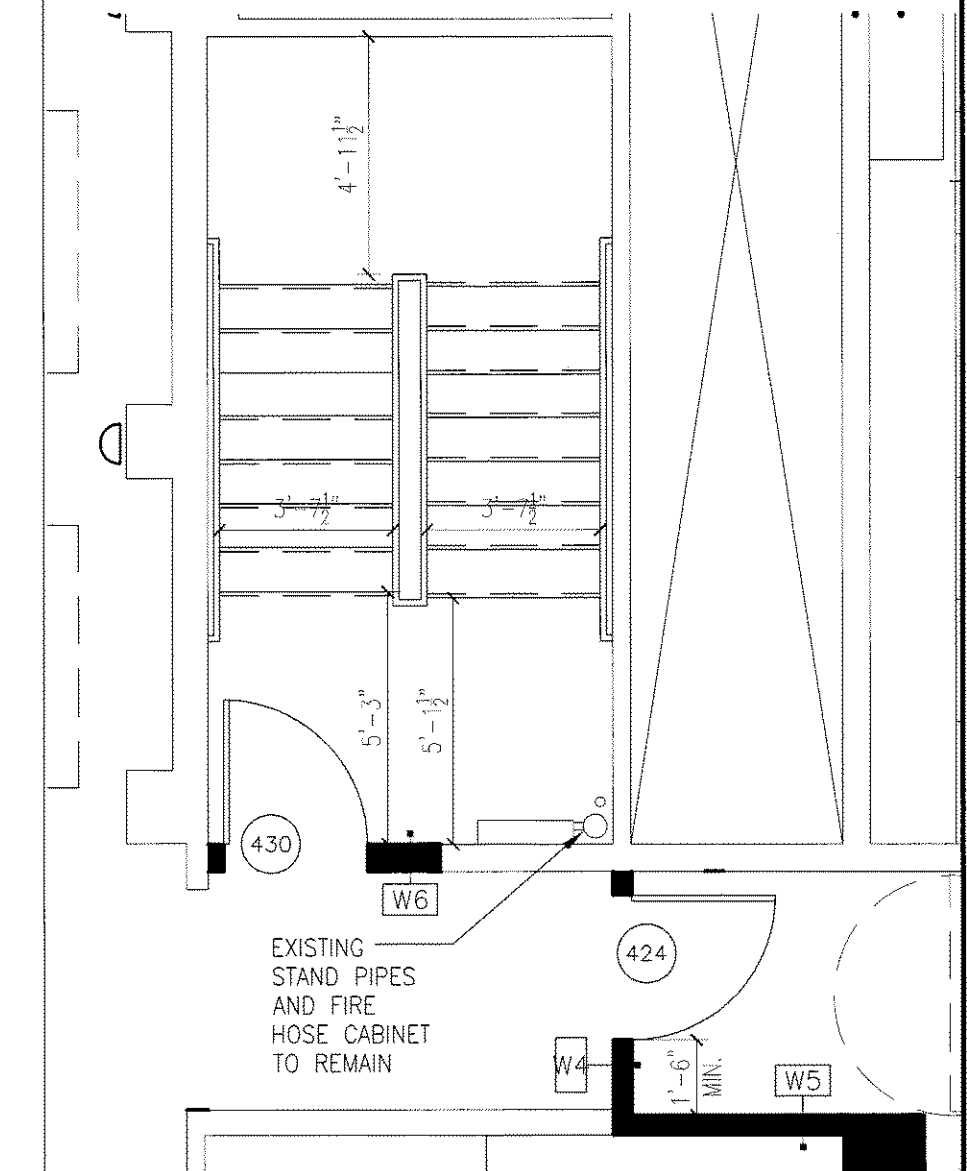 4'-11½"
3'-7½"
3'-7½"
5'-3"
5'-1½"
430
W6
EXISTING
STAND PIPES
AND FIRE
HOSE CABINET
TO REMAIN
424
W4
1'-6"
MIN.
W5